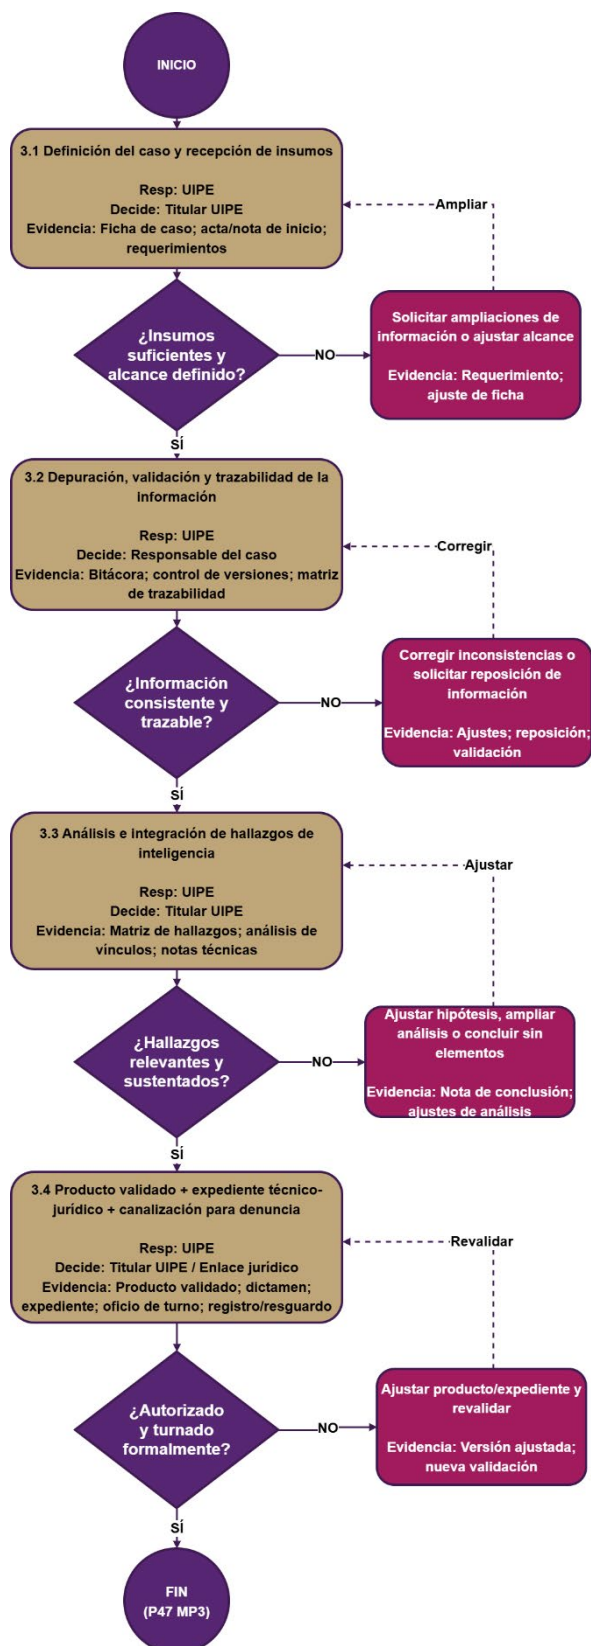 INICIO
3.1 Definición del caso y recepción de insumos
Resp: UIPE
Decide: Titular UIPE
Evidencia: Ficha de caso; acta/nota de inicio;
requerimientos
Ampliar
¿Insumos
suficientes y
alcance definido?
NO
Solicitar ampliaciones de
información o ajustar alcance
Evidencia: Requerimiento;
ajuste de ficha
SÍ
3.2 Depuración, validación y trazabilidad de la
información
Resp: UIPE
Decide: Responsable del caso
Evidencia: Bitácora; control de versiones; matriz
de trazabilidad
Corregir
¿Información
consistente y
trazable?
NO
Corregir inconsistencias o
solicitar reposición de
información
Evidencia: Ajustes; reposición;
validación
SÍ
3.3 Análisis e integración de hallazgos de
inteligencia
Resp: UIPE
Decide: Titular UIPE
Evidencia: Matriz de hallazgos; análisis de
vínculos; notas técnicas
Ajustar
¿Hallazgos
relevantes y
sustentados?
NO
Ajustar hipótesis, ampliar
análisis o concluir sin
elementos
Evidencia: Nota de conclusión;
ajustes de análisis
SÍ
3.4 Producto validado + expediente técnico-
jurídico + canalización para denuncia
Resp: UIPE
Decide: Titular UIPE / Enlace jurídico
Evidencia: Producto validado; dictamen;
expediente; oficio de turno; registro/resguardo
Revalidar
¿Autorizado
y turnado
formalmente?
NO
Ajustar producto/expediente y
revalidar
Evidencia: Versión ajustada;
nueva validación
SÍ
FIN
(P47 MP3)